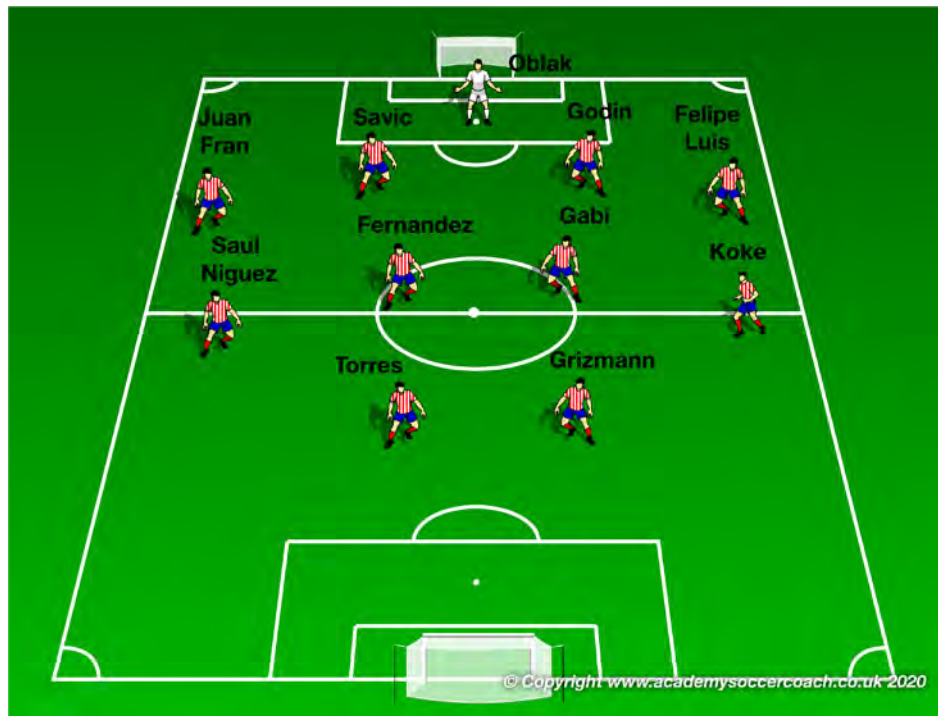 Oblak
Juan
Fran
Savic
Godin
Felipe
Luis
Saul
Niguez
Fernandez
Gabi
Koke
Torres
Grizmann
© Copyright www.academysoccercoach.co.uk 2020